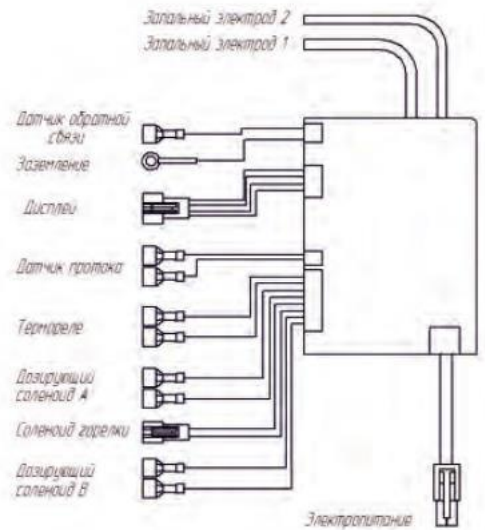 Запальный электрод 2
Запальный электрод 1
Датчик обратной
связи
Заземление
Дисплей
Датчик протока
Термореле
Дозирующий
соленоид А
Соленоид горелки
Дозирующий
соленоид В
Электропитание